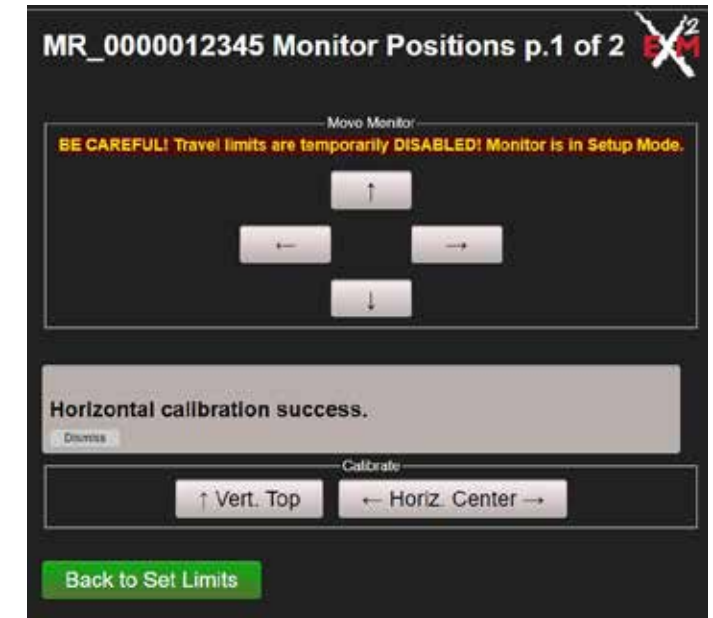 MR_0000012345 Monitor Positions p.1 of 2
EXM2
Move Monitor
BE CAREFUL! Travel limits are temporarily DISABLED! Monitor is in Setup Mode.
↑
← →
↓
Horizontal calibration success.
Dismiss
Calibrate
↑ Vert. Top ← Horiz. Center →
Back to Set Limits